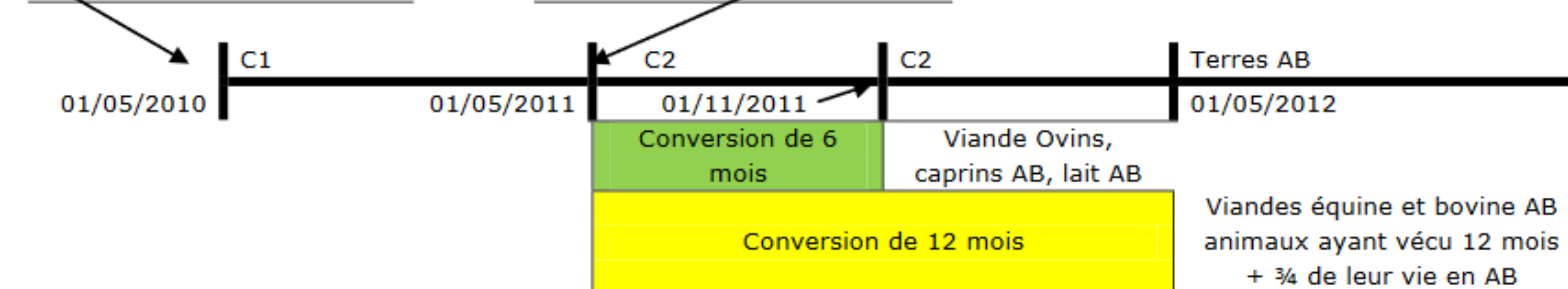 C1
C2
C2
Terres AB
01/05/2010
01/05/2011
01/11/2011
01/05/2012
Conversion de 6
mois
Viande Ovins,
caprins AB, lait AB
Conversion de 12 mois
Viandes équine et bovine AB
animaux ayant vécu 12 mois
+ ¾ de leur vie en AB